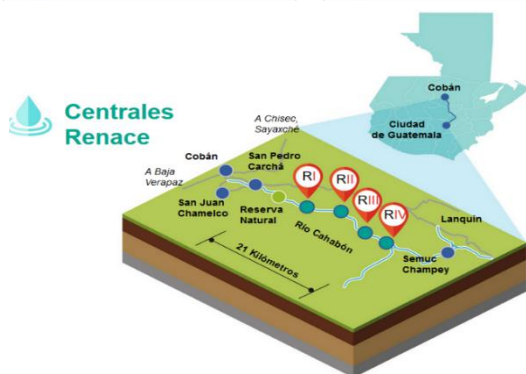 Centrales
Renace
Cobán
Ciudad
de Guatemala
A Chisec,
Sayaxché
A Baja
Verapaz
Cobán
San Pedro
Carchá
San Juan
Chamelco
Reserva
Natural
RI
RII
RIII
RIV
Río Cahabón
Lanquín
Semuc
Champey
21 Kilómetros